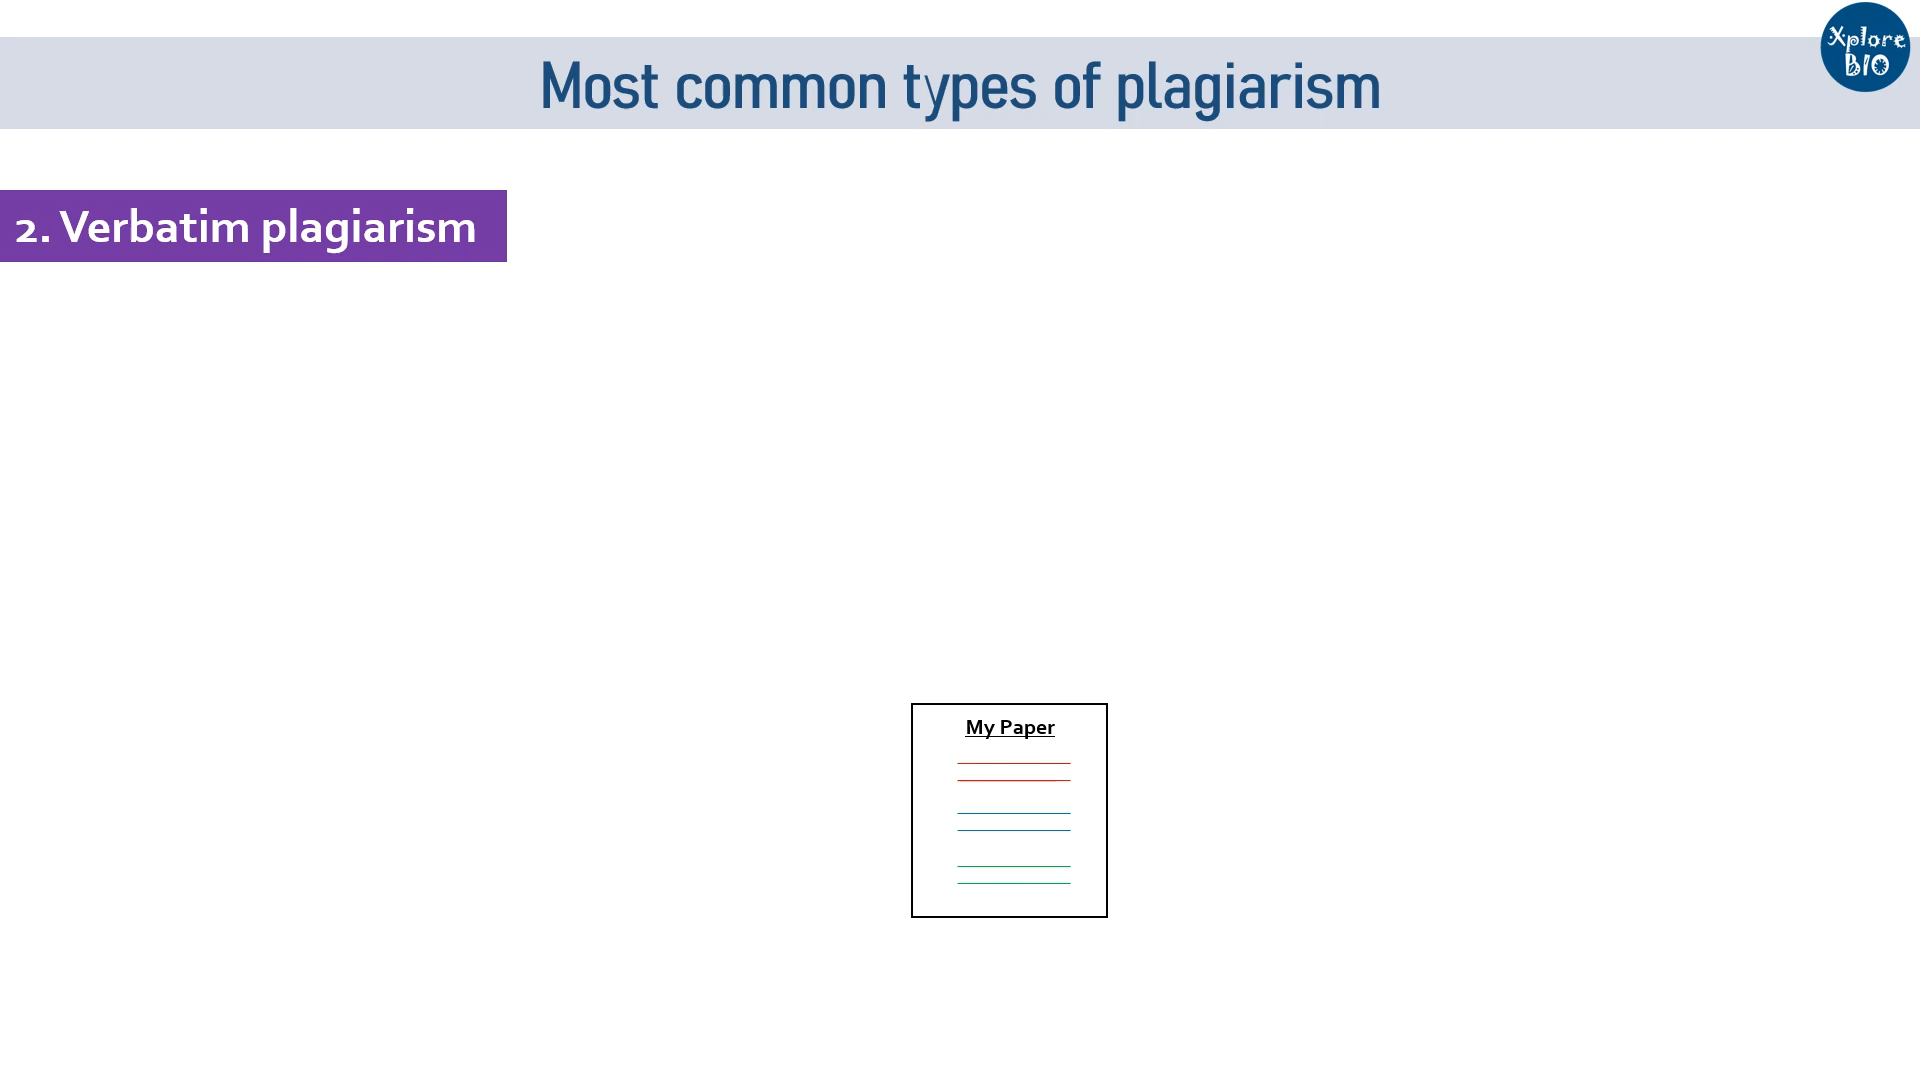 Most common types of plagiarism
Xplore
BIO
2. Verbatim plagiarism
My Paper